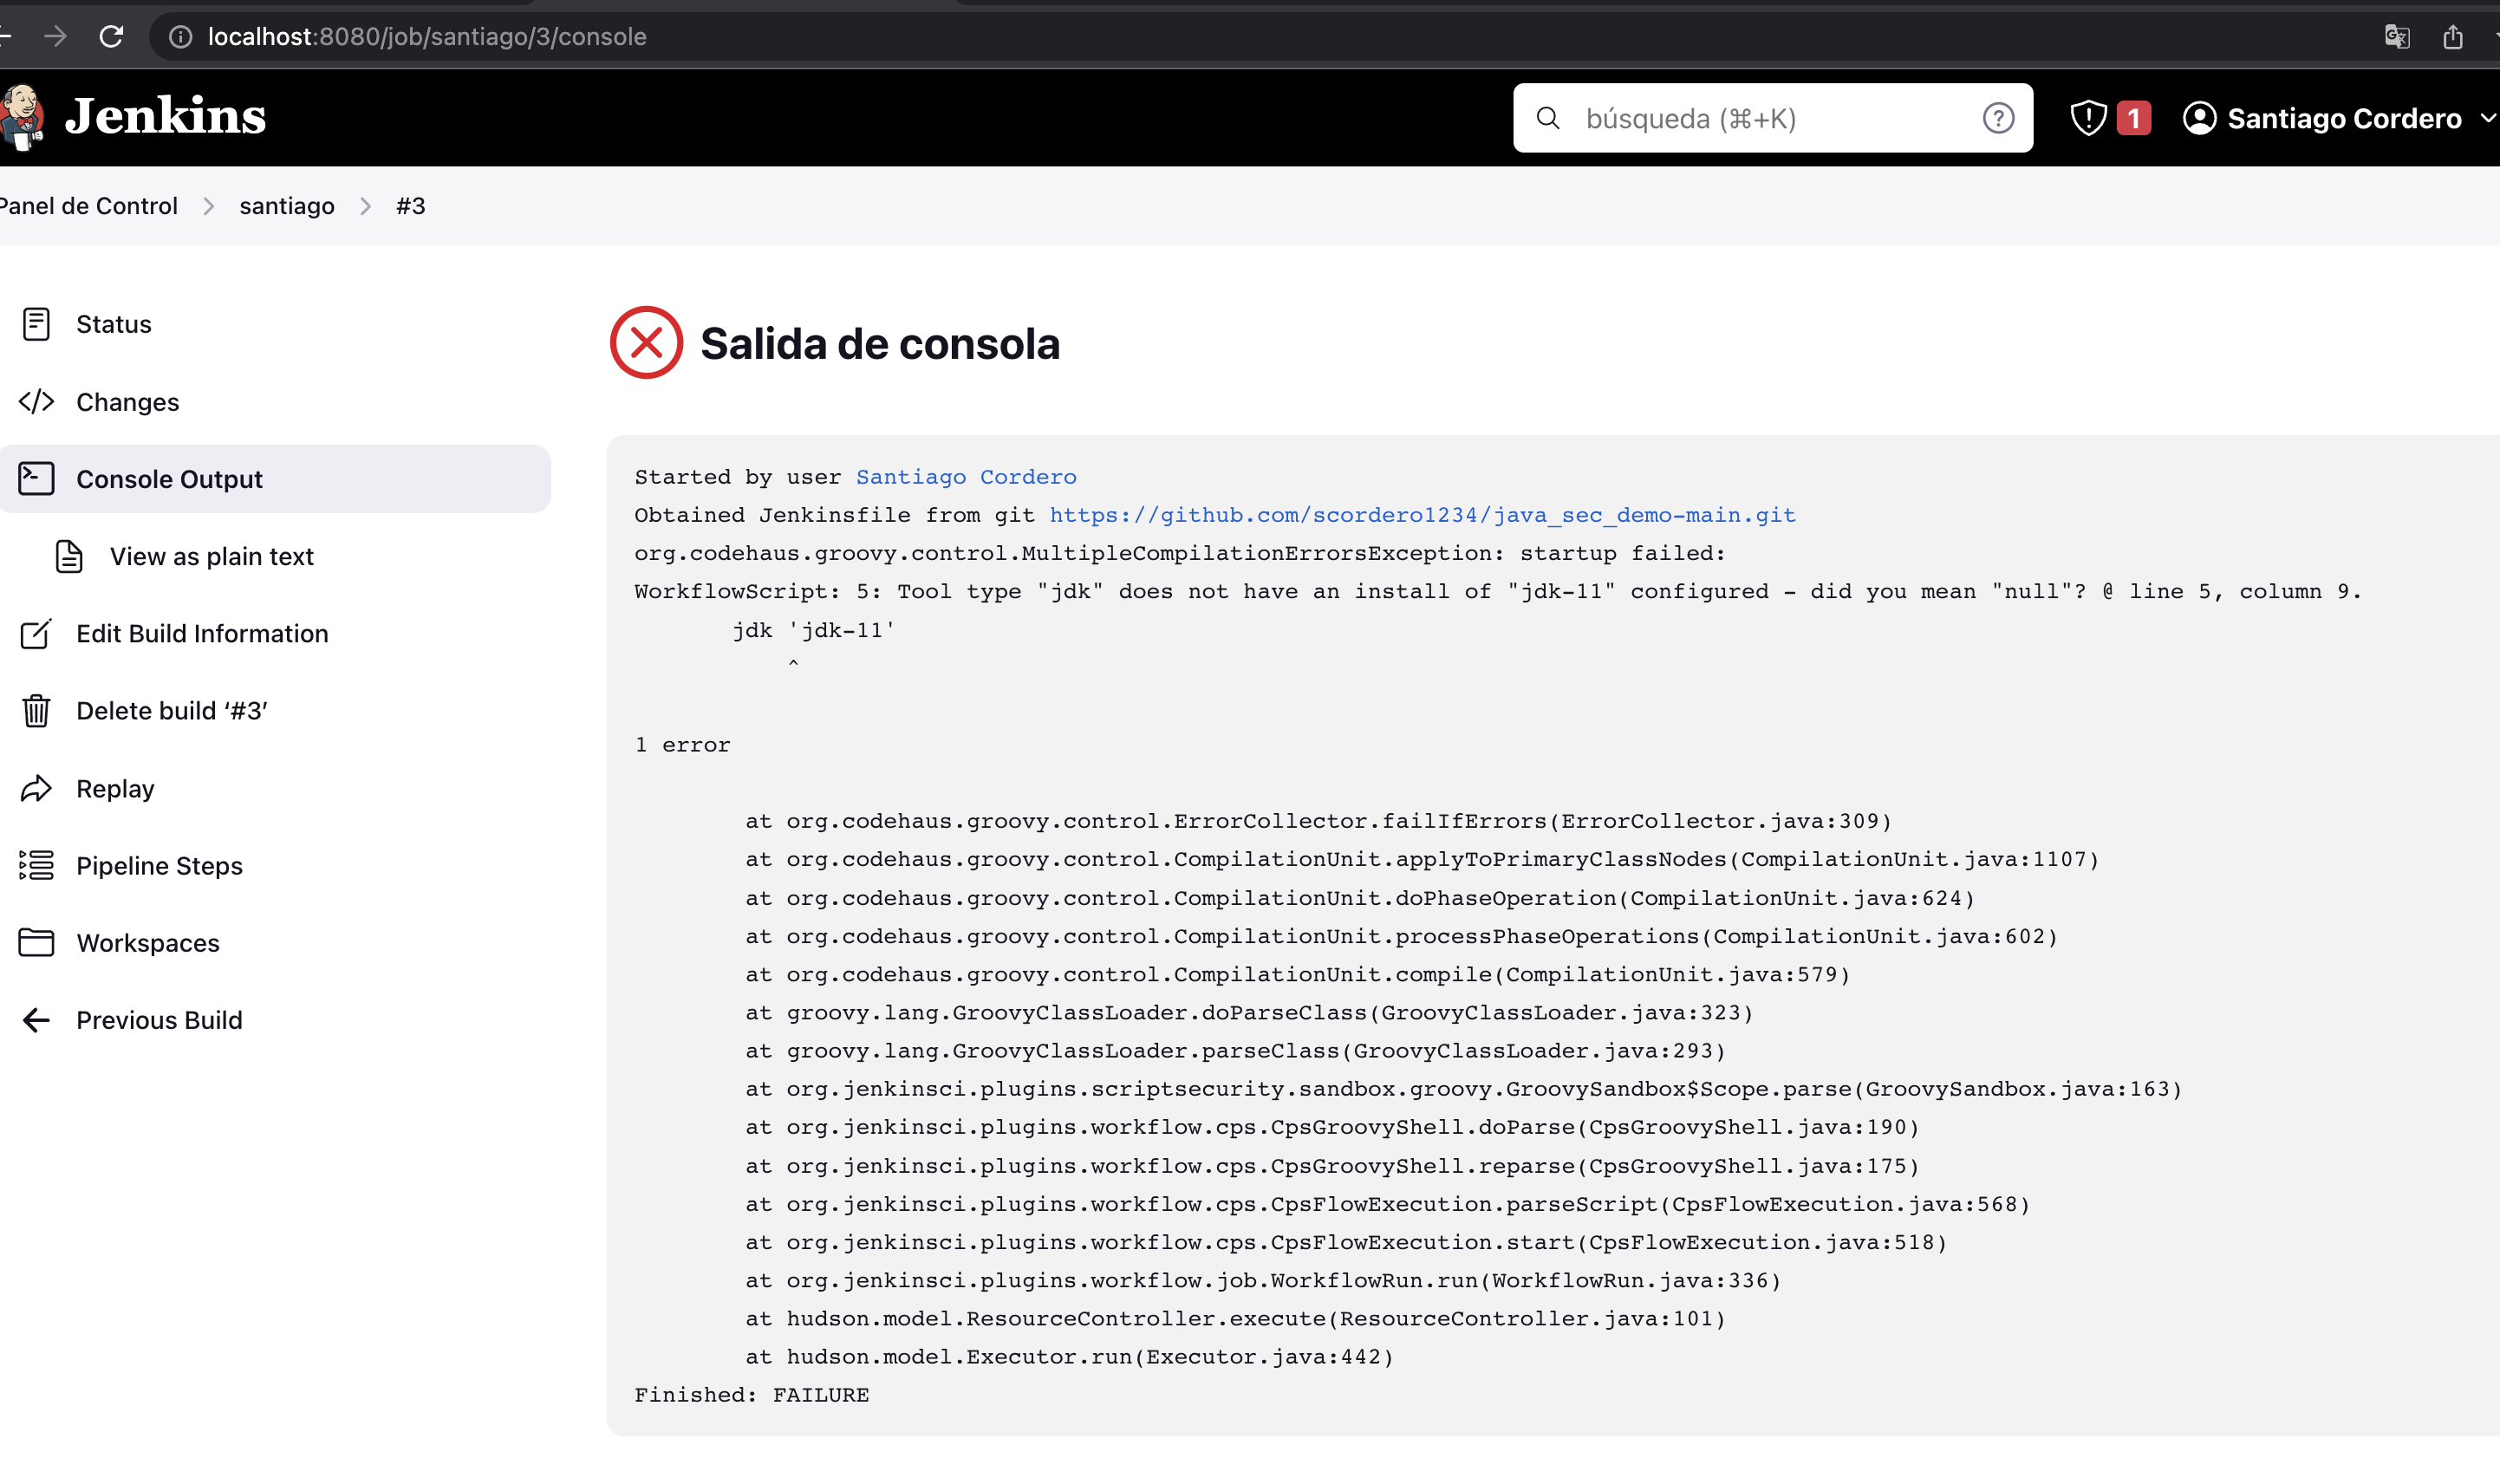 localhost:8080/job/santiago/3/console
Jenkins
búsqueda (⌘+K)
?
1
Santiago Cordero
Panel de Control
santiago
#3
Status
Changes
Console Output
View as plain text
Edit Build Information
Delete build ‘#3’
Replay
Pipeline Steps
Workspaces
Previous Build
Salida de consola
Started by user Santiago Cordero
Obtained Jenkinsfile from git https://github.com/scordero1234/java_sec_demo-main.git
org.codehaus.groovy.control.MultipleCompilationErrorsException: startup failed:
WorkflowScript: 5: Tool type "jdk" does not have an install of "jdk-11" configured - did you mean "null"? @ line 5, column 9.
jdk 'jdk-11'
^
1 error
at org.codehaus.groovy.control.ErrorCollector.failIfErrors(ErrorCollector.java:309)
at org.codehaus.groovy.control.CompilationUnit.applyToPrimaryClassNodes(CompilationUnit.java:1107)
at org.codehaus.groovy.control.CompilationUnit.doPhaseOperation(CompilationUnit.java:624)
at org.codehaus.groovy.control.CompilationUnit.processPhaseOperations(CompilationUnit.java:602)
at org.codehaus.groovy.control.CompilationUnit.compile(CompilationUnit.java:579)
at groovy.lang.GroovyClassLoader.doParseClass(GroovyClassLoader.java:323)
at groovy.lang.GroovyClassLoader.parseClass(GroovyClassLoader.java:293)
at org.jenkinsci.plugins.scriptsecurity.sandbox.groovy.GroovySandbox$Scope.parse(GroovySandbox.java:163)
at org.jenkinsci.plugins.workflow.cps.CpsGroovyShell.doParse(CpsGroovyShell.java:190)
at org.jenkinsci.plugins.workflow.cps.CpsGroovyShell.reparse(CpsGroovyShell.java:175)
at org.jenkinsci.plugins.workflow.cps.CpsFlowExecution.parseScript(CpsFlowExecution.java:568)
at org.jenkinsci.plugins.workflow.cps.CpsFlowExecution.start(CpsFlowExecution.java:518)
at org.jenkinsci.plugins.workflow.job.WorkflowRun.run(WorkflowRun.java:336)
at hudson.model.ResourceController.execute(ResourceController.java:101)
at hudson.model.Executor.run(Executor.java:442)
Finished: FAILURE